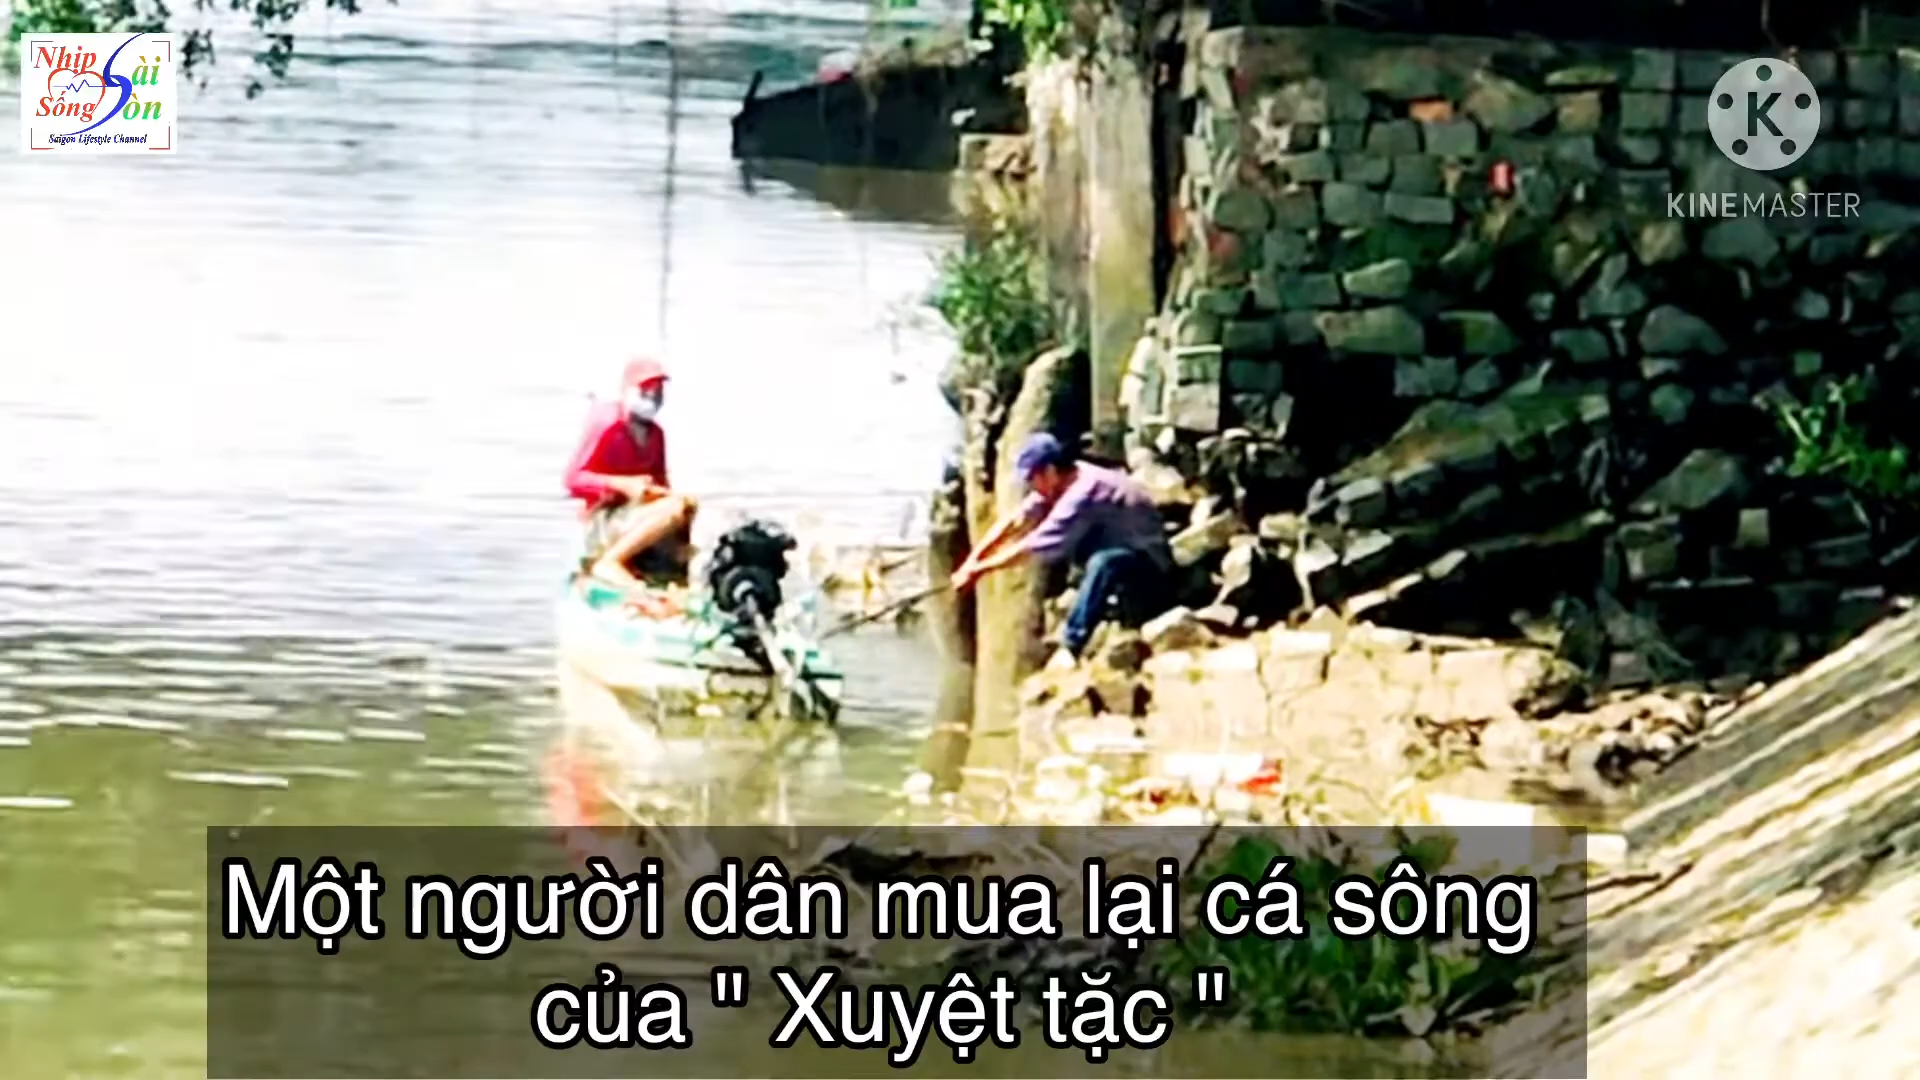 Nhịp Sài
Sống Gòn
Saigon Lifestyle Channel
K
KINEMASTER
Một người dân mua lại cá sông
của " Xuyệt tặc "